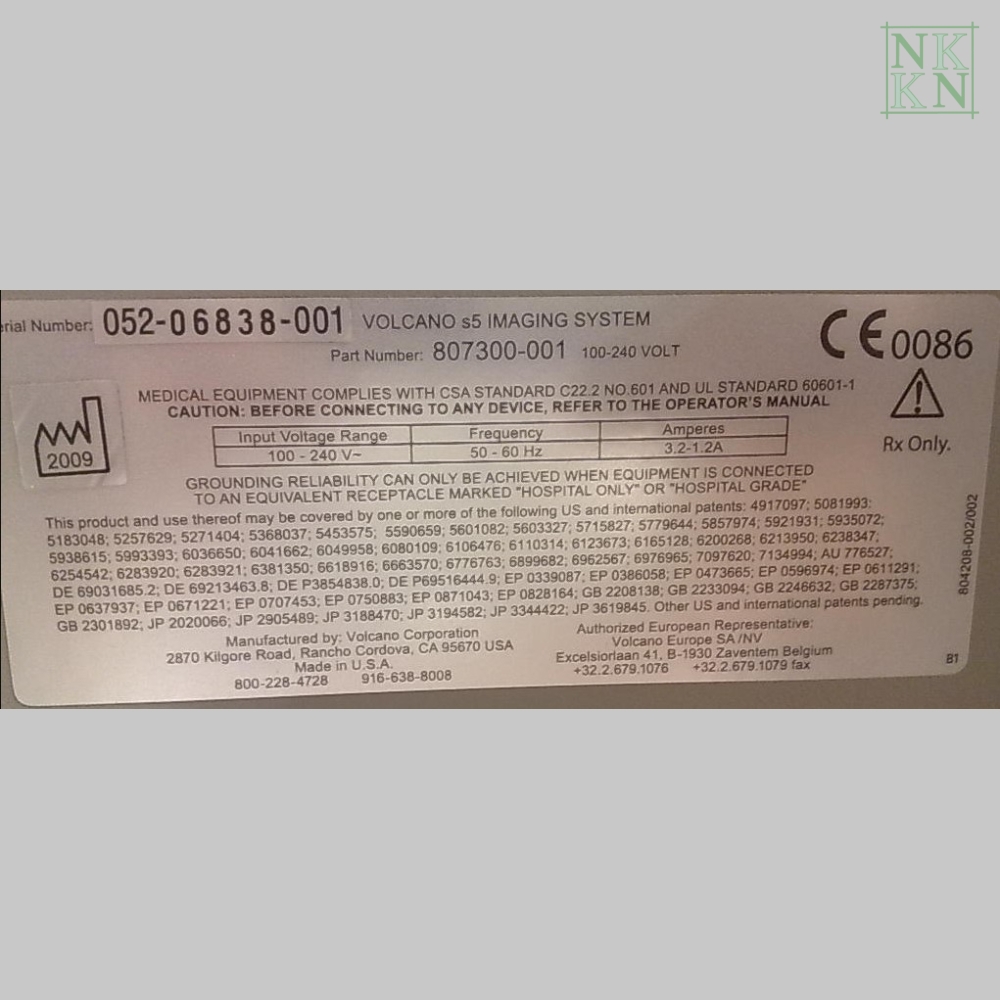 NK
KN
erial Number: 052-06838-001 VOLCANO s5 IMAGING SYSTEM
Part Number: 807300-001 100-240 VOLT
CE 0086
MEDICAL EQUIPMENT COMPLIES WITH CSA STANDARD C22.2 NO.601 AND UL STANDARD 60601-1
CAUTION: BEFORE CONNECTING TO ANY DEVICE, REFER TO THE OPERATOR'S MANUAL
2009
Input Voltage Range Frequency Amperes
100 - 240 V~ 50 - 60 Hz 3.2-1.2A
Rx Only.
GROUNDING RELIABILITY CAN ONLY BE ACHIEVED WHEN EQUIPMENT IS CONNECTED
TO AN EQUIVALENT RECEPTACLE MARKED "HOSPITAL ONLY" OR "HOSPITAL GRADE"
This product and use thereof may be covered by one or more of the following US and international patents: 4917097; 5081993;
5183048; 5257629; 5271404; 5368037; 5453575; 5590659; 5601082; 5603327; 5715827; 5779644; 5857974; 5921931; 5935072;
5938615; 5993393; 6036650; 6041662; 6049958; 6080109; 6106476; 6110314; 6123673; 6165128; 6200268; 6213950; 6238347;
6254542; 6283920; 6283921; 6381350; 6618916; 6663570; 6776763; 6899682; 6962567; 6976965; 7097620; 7134994; AU 776527;
DE 69031685.2; DE 69213463.8; DE P3854838.0; DE P69516444.9; EP 0339087; EP 0386058; EP 0473665; EP 0596974; EP 0611291;
EP 0637937; EP 0671221; EP 0707453; EP 0750883; EP 0871043; EP 0828164; GB 2208138; GB 2233094; GB 2246632; GB 2287375;
GB 2301892; JP 2020066; JP 2905489; JP 3188470; JP 3194582; JP 3344422; JP 3619845. Other US and international patents pending.
Manufactured by: Volcano Corporation
2870 Kilgore Road, Rancho Cordova, CA 95670 USA
Made in U.S.A.
800-228-4728 916-638-8008
Authorized European Representative:
Volcano Europe SA /NV
Excelsiorlaan 41, B-1930 Zaventem Belgium
+32.2.679.1076 +32.2.679.1079 fax
804208-002/002
B1